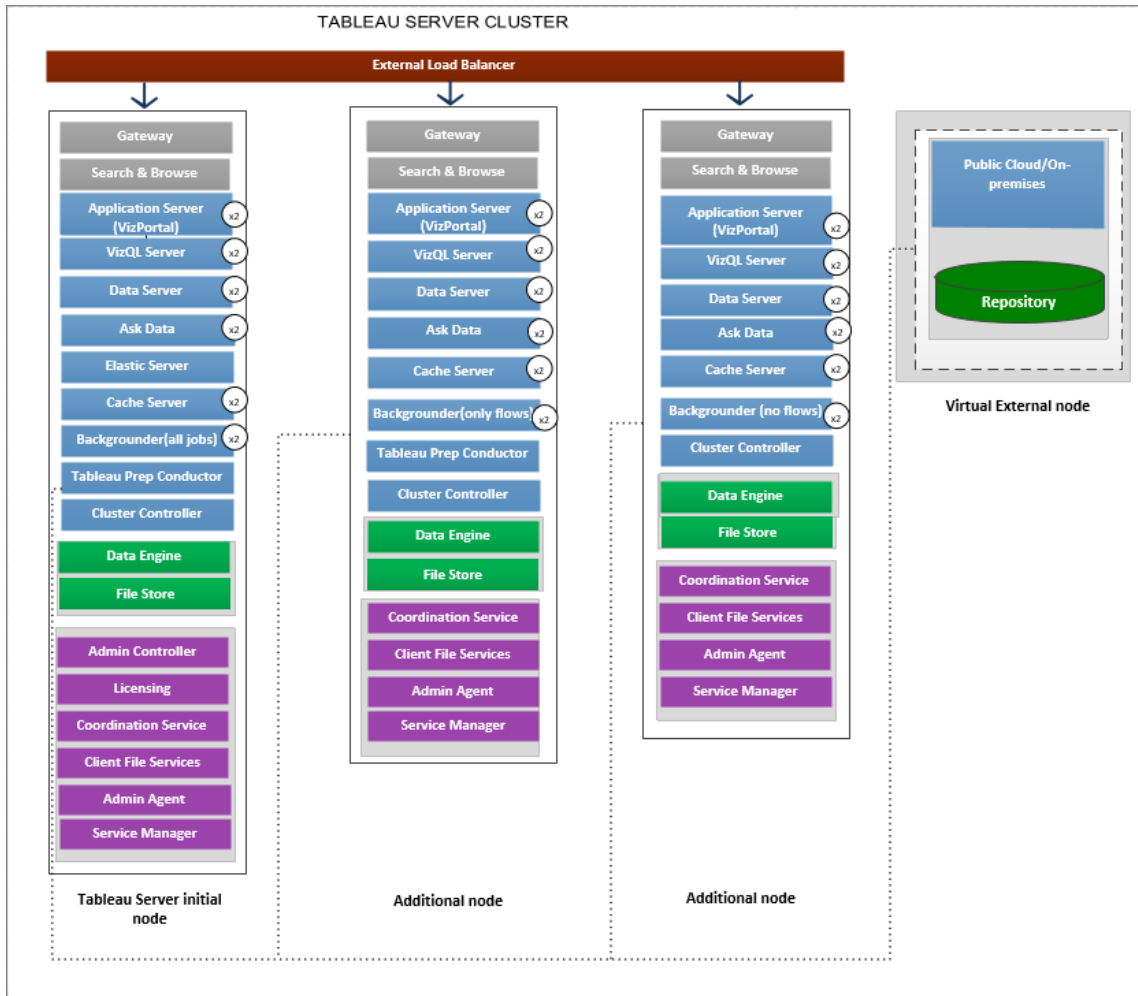 TABLEAU SERVER CLUSTER
External Load Balancer
Gateway
Search & Browse
Application Server
(VizPortal)
x2
VizQL Server
x2
Data Server
x2
Ask Data
x2
Elastic Server
Cache Server
x2
Backgrounder(all jobs)
x2
Tableau Prep Conductor
Cluster Controller
Data Engine
File Store
Admin Controller
Licensing
Coordination Service
Client File Services
Admin Agent
Service Manager
Tableau Server initial
node
Gateway
Search & Browse
Application Server
(VizPortal)
x2
VizQL Server
x2
Data Server
x2
Ask Data
x2
Cache Server
x2
Backgrounder(only flows)
x2
Tableau Prep Conductor
Cluster Controller
Data Engine
File Store
Coordination Service
Client File Services
Admin Agent
Service Manager
Additional node
Gateway
Search & Browse
Application Server
(VizPortal)
x2
VizQL Server
x2
Data Server
x2
Ask Data
x2
Cache Server
x2
Backgrounder (no flows)
x2
Cluster Controller
Data Engine
File Store
Coordination Service
Client File Services
Admin Agent
Service Manager
Additional node
Public Cloud/On-
premises
Repository
Virtual External node